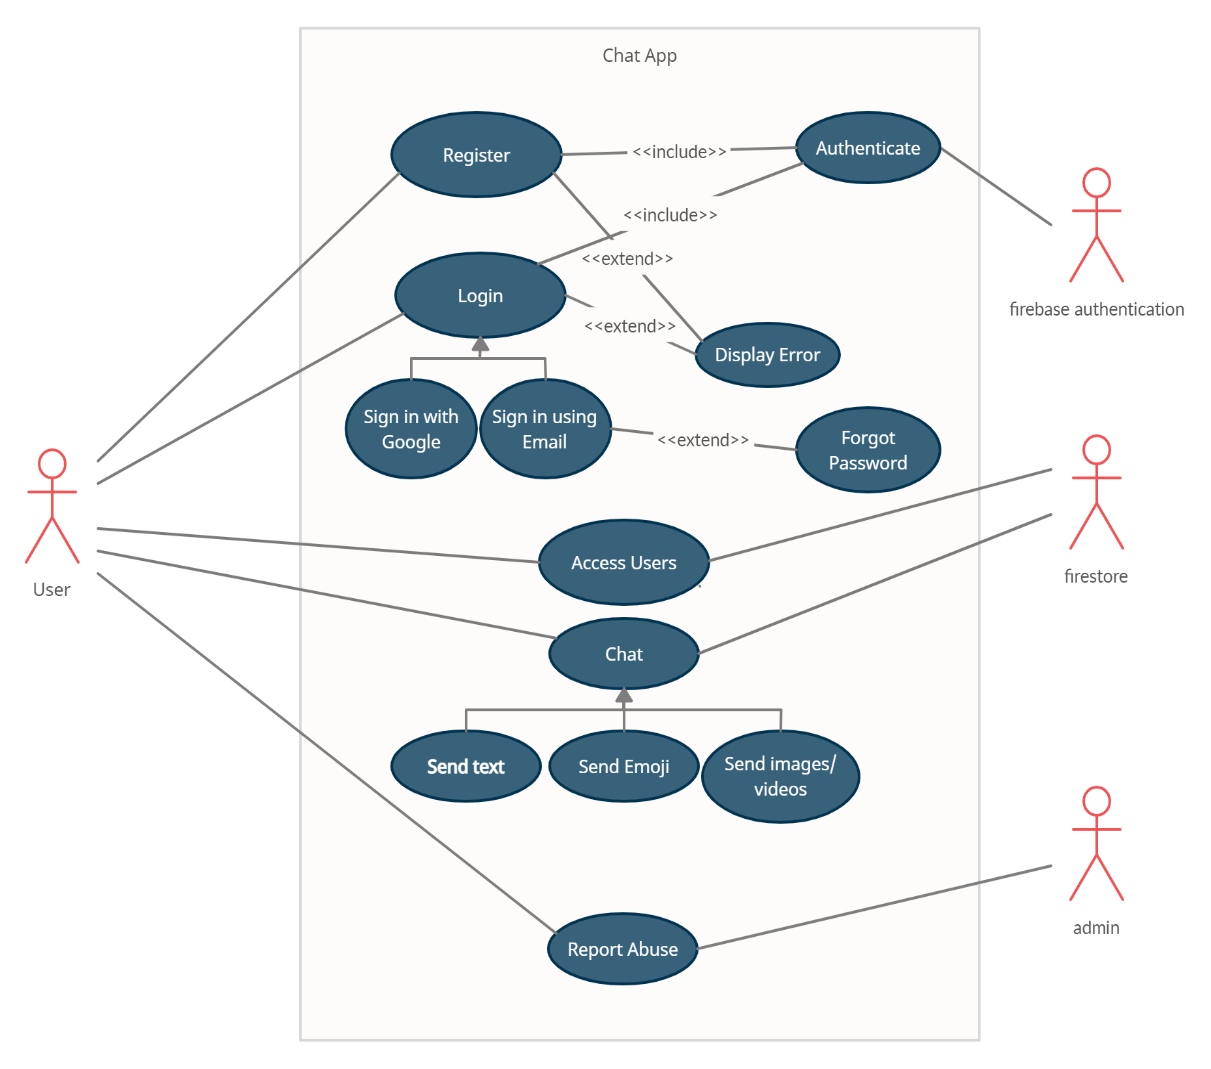 Chat App
Register
<<include>>
Authenticate
<<include>>
<<extend>>
Login
<<extend>>
Display Error
firebase authentication
Sign in with
Google
Sign in using
Email
<<extend>>
Forgot
Password
User
Access Users
firestore
Chat
Send text
Send Emoji
Send images/
videos
Report Abuse
admin